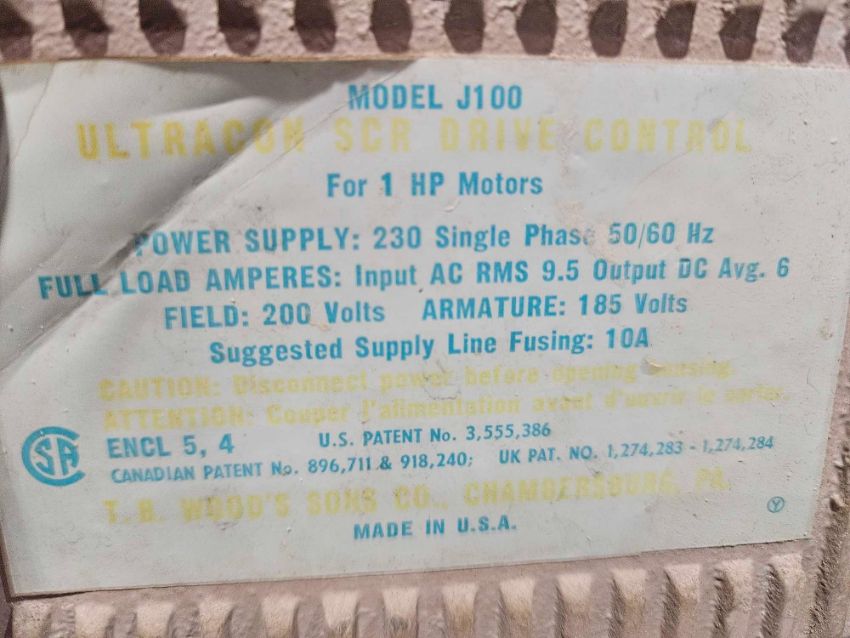 MODEL J100
ULTRACON SCR DRIVE CONTROL
For 1 HP Motors
POWER SUPPLY: 230 Single Phase 50/60 Hz
FULL LOAD AMPERES: Input AC RMS 9.5 Output DC Avg. 6
FIELD: 200 Volts ARMATURE: 185 Volts
Suggested Supply Line Fusing: 10A
CAUTION: Disconnect power before opening housing.
ATTENTION: Couper l'alimentation avant d'ouvrir le carter.
CSA ENCL 5, 4 U.S. PATENT No. 3,555,386
CANADIAN PATENT No. 896,711 & 918,240; UK PAT. NO. 1,274,283 - 1,274,284
T. B. WOOD'S SONS CO., CHAMBERSBURG, PA.
MADE IN U.S.A.
Y